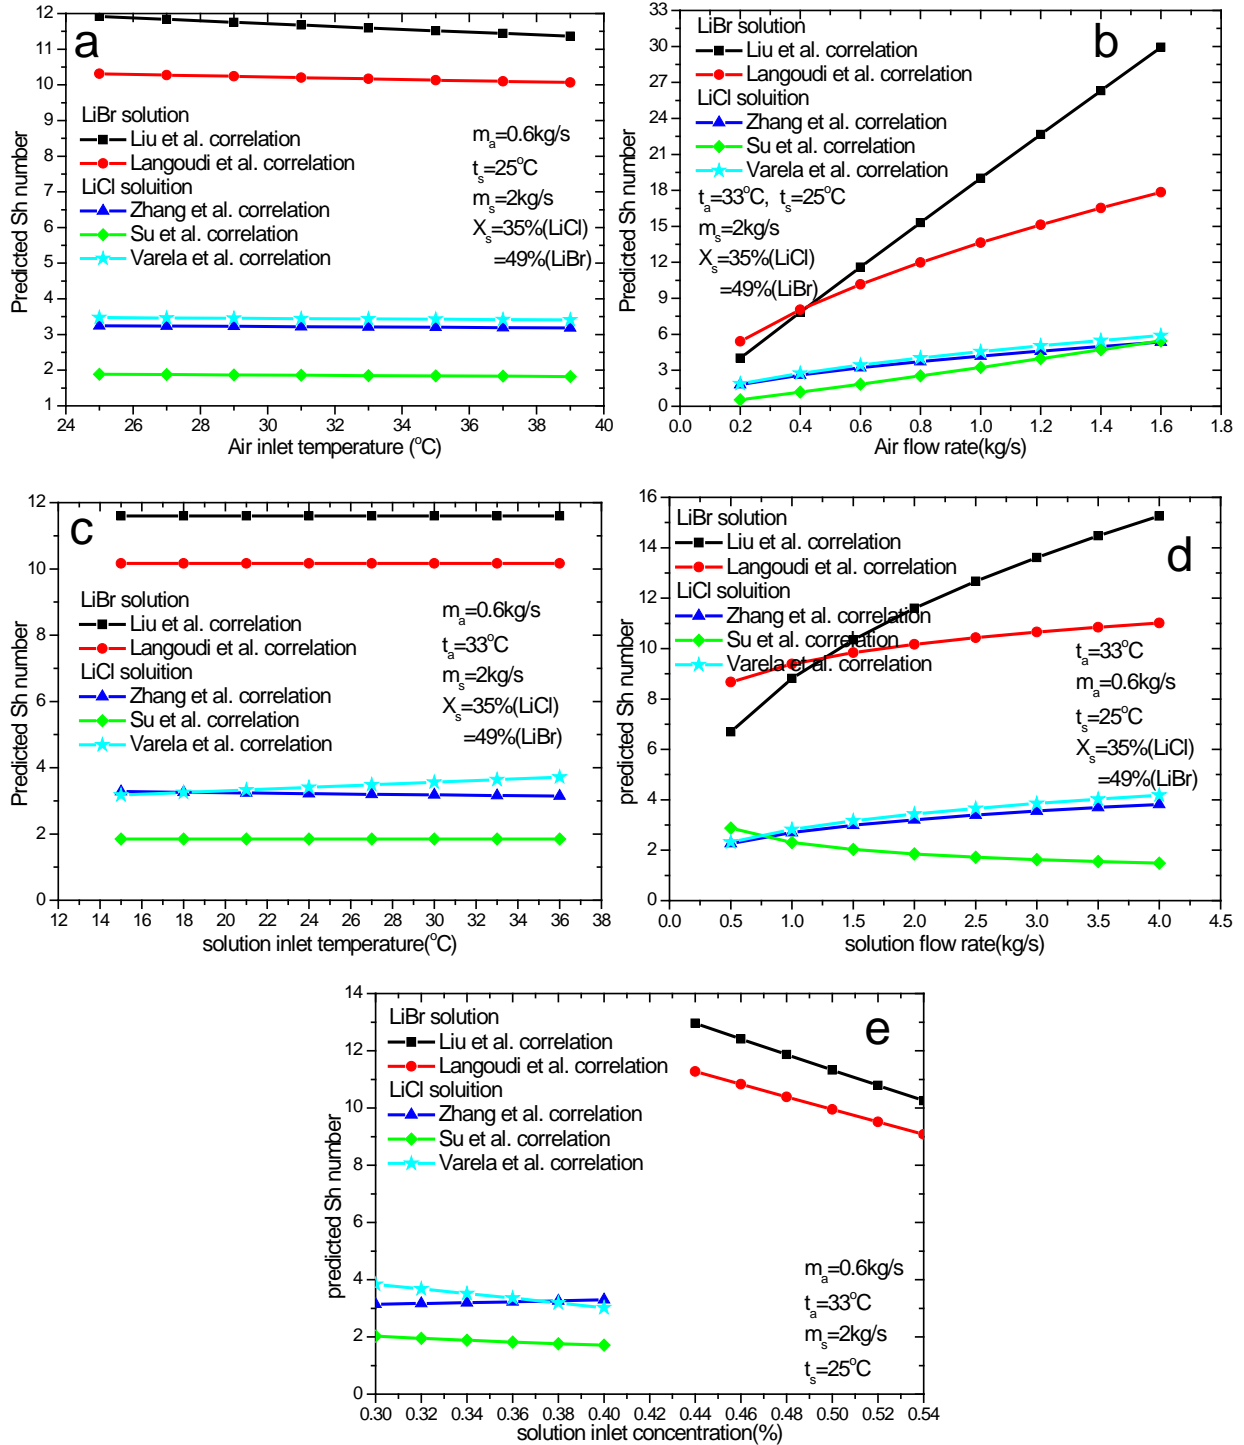 a
Predicted Sh number
12
11
10
9
8
7
6
5
4
3
2
1
LiBr solution
Liu et al. correlation
Langoudi et al. correlation
LiCl soluition
Zhang et al. correlation
Su et al. correlation
Varela et al. correlation
mₐ=0.6kg/s
tₛ=25°C
mₛ=2kg/s
Xₛ=35%(LiCl)
=49%(LiBr)
24 26 28 30 32 34 36 38 40
Air inlet temperature (°C)
b
Predicted Sh number
33
30
27
24
21
18
15
12
9
6
3
0
LiBr solution
Liu et al. correlation
Langoudi et al. correlation
LiCl soluition
Zhang et al. correlation
Su et al. correlation
Varela et al. correlation
tₐ=33°C, tₛ=25°C
mₛ=2kg/s
Xₛ=35%(LiCl)
=49%(LiBr)
0.0 0.2 0.4 0.6 0.8 1.0 1.2 1.4 1.6 1.8
Air flow rate(kg/s)
c
Predicted Sh number
12
10
8
6
4
2
0
LiBr solution
Liu et al. correlation
Langoudi et al. correlation
LiCl soluition
Zhang et al. correlation
Su et al. correlation
Varela et al. correlation
mₐ=0.6kg/s
tₐ=33°C
mₛ=2kg/s
Xₛ=35%(LiCl)
=49%(LiBr)
12 14 16 18 20 22 24 26 28 30 32 34 36 38
solution inlet temperature(°C)
d
predicted Sh number
16
14
12
10
8
6
4
2
0
LiBr solution
Liu et al. correlation
Langoudi et al. correlation
LiCl soluition
Zhang et al. correlation
Su et al. correlation
Varela et al. correlation
tₐ=33°C
mₐ=0.6kg/s
tₛ=25°C
Xₛ=35%(LiCl)
=49%(LiBr)
0.0 0.5 1.0 1.5 2.0 2.5 3.0 3.5 4.0 4.5
solution flow rate(kg/s)
e
predicted Sh number
14
12
10
8
6
4
2
0
LiBr solution
Liu et al. correlation
Langoudi et al. correlation
LiCl soluition
Zhang et al. correlation
Su et al. correlation
Varela et al. correlation
mₐ=0.6kg/s
tₐ=33°C
mₛ=2kg/s
tₛ=25°C
0.30 0.32 0.34 0.36 0.38 0.40 0.42 0.44 0.46 0.48 0.50 0.52 0.54
solution inlet concentration(%)